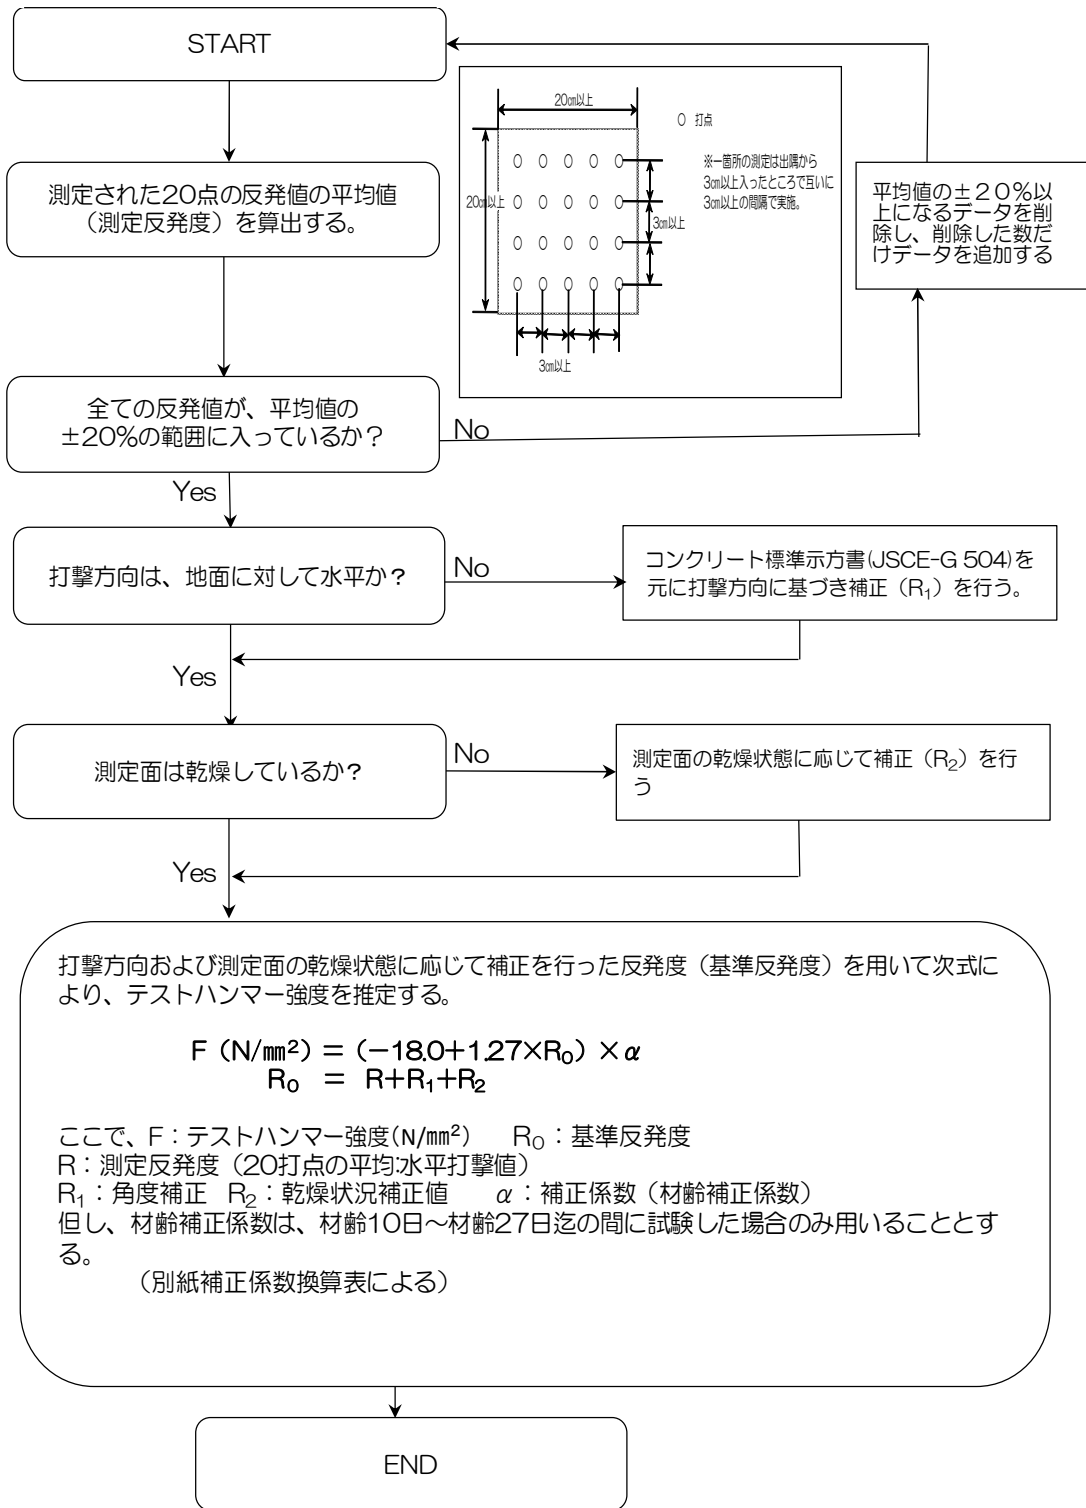 START
20㎝以上
○ 打点
※一箇所の測定は出隅から
3㎝以上入ったところで互いに
3㎝以上の間隔で実施。
20㎝以上
3㎝以上
3㎝以上
平均値の±20%以
上になるデータを削
除し、削除した数だ
けデータを追加する
測定された20点の反発値の平均値
(測定反発度)を算出する。
全ての反発値が、平均値の
±20%の範囲に入っているか?
No
Yes
打撃方向は、地面に対して水平か?
No
コンクリート標準示方書(JSCE-G 504)を
元に打撃方向に基づき補正(R₁)を行う。
Yes
測定面は乾燥しているか?
No
測定面の乾燥状態に応じて補正(R₂)を行
う
Yes
打撃方向および測定面の乾燥状態に応じて補正を行った反発度(基準反発度)を用いて次式に
より、テストハンマー強度を推定する。
F(N/㎜²)=(-18.0+1.27×R₀)×α
R₀ = R+R₁+R₂
ここで、F:テストハンマー強度(N/㎜²) R₀:基準反発度
R:測定反発度(20打点の平均:水平打撃値)
R₁:角度補正 R₂:乾燥状況補正値 α:補正係数(材齢補正係数)
但し、材齢補正係数は、材齢10日～材齢27日迄の間に試験した場合のみ用いることとす
る。
(別紙補正係数換算表による)
END